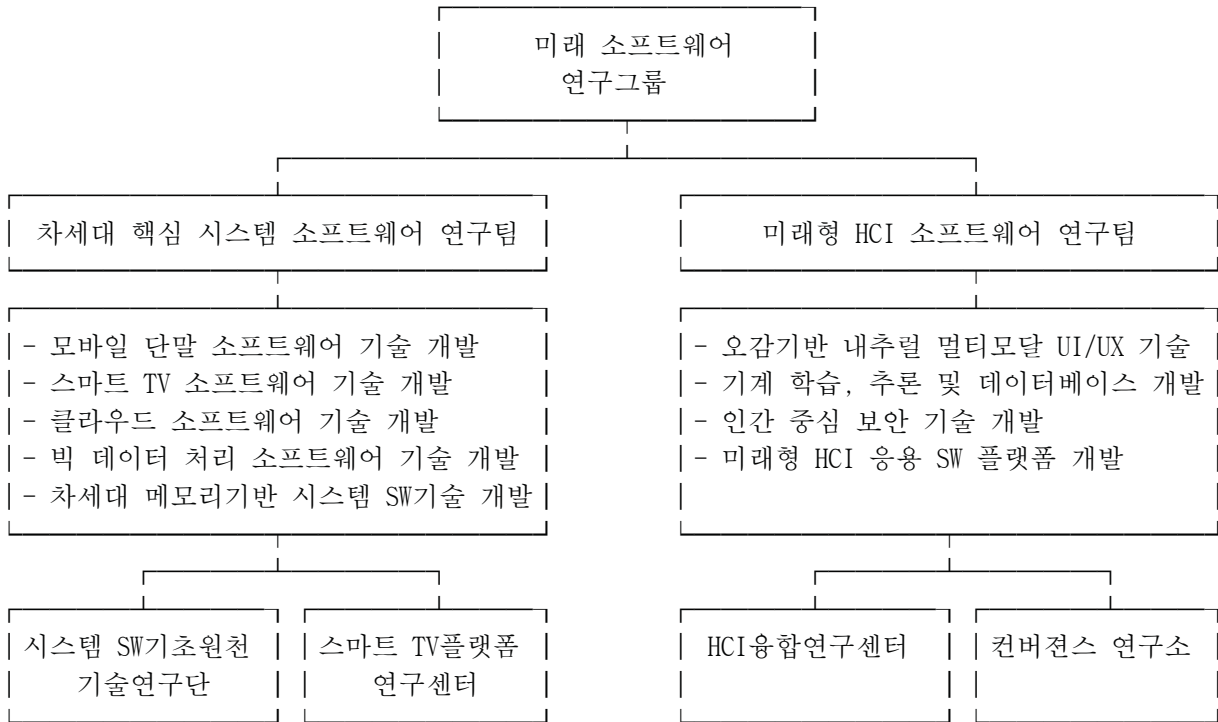 미래 소프트웨어
연구그룹
차세대 핵심 시스템 소프트웨어 연구팀
미래형 HCI 소프트웨어 연구팀
- 모바일 단말 소프트웨어 기술 개발
- 스마트 TV 소프트웨어 기술 개발
- 클라우드 소프트웨어 기술 개발
- 빅 데이터 처리 소프트웨어 기술 개발
- 차세대 메모리기반 시스템 SW기술 개발
- 오감기반 내추럴 멀티모달 UI/UX 기술
- 기계 학습, 추론 및 데이터베이스 개발
- 인간 중심 보안 기술 개발
- 미래형 HCI 응용 SW 플랫폼 개발
시스템 SW기초원천
기술연구단
스마트 TV플랫폼
연구센터
HCI융합연구센터
컨버젼스 연구소